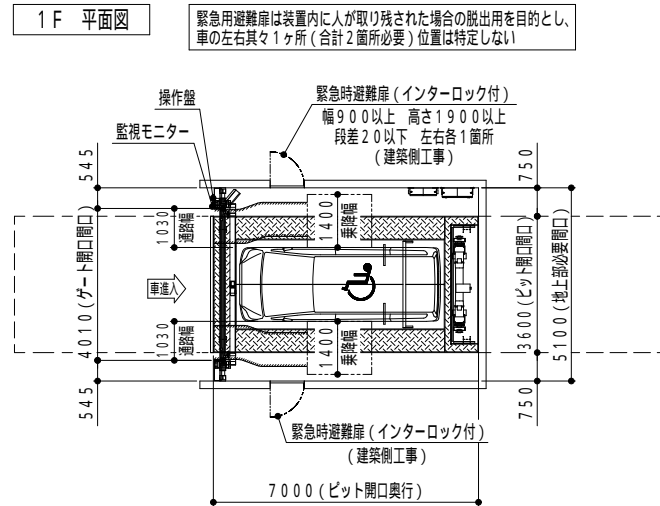 １Ｆ 平面図
緊急用避難扉は装置内に人が取り残された場合の脱出用を目的とし、
車の左右其々１ヶ所(合計２箇所必要)位置は特定しない
操作盤
監視モニター
緊急時避難扉(インターロック付)
幅９００以上 高さ１９００以上
段差２０以下 左右各１箇所
(建築側工事)
５４５
７５０
１０３０
通路幅
１４００
乗降幅
車進入
４０１０(ゲート開口間口)
３６００(ピット開口間口)
５１００(地上部必要間口)
１０３０
通路幅
１４００
乗降幅
５４５
７５０
緊急時避難扉(インターロック付)
(建築側工事)
７０００(ピット開口奥行)